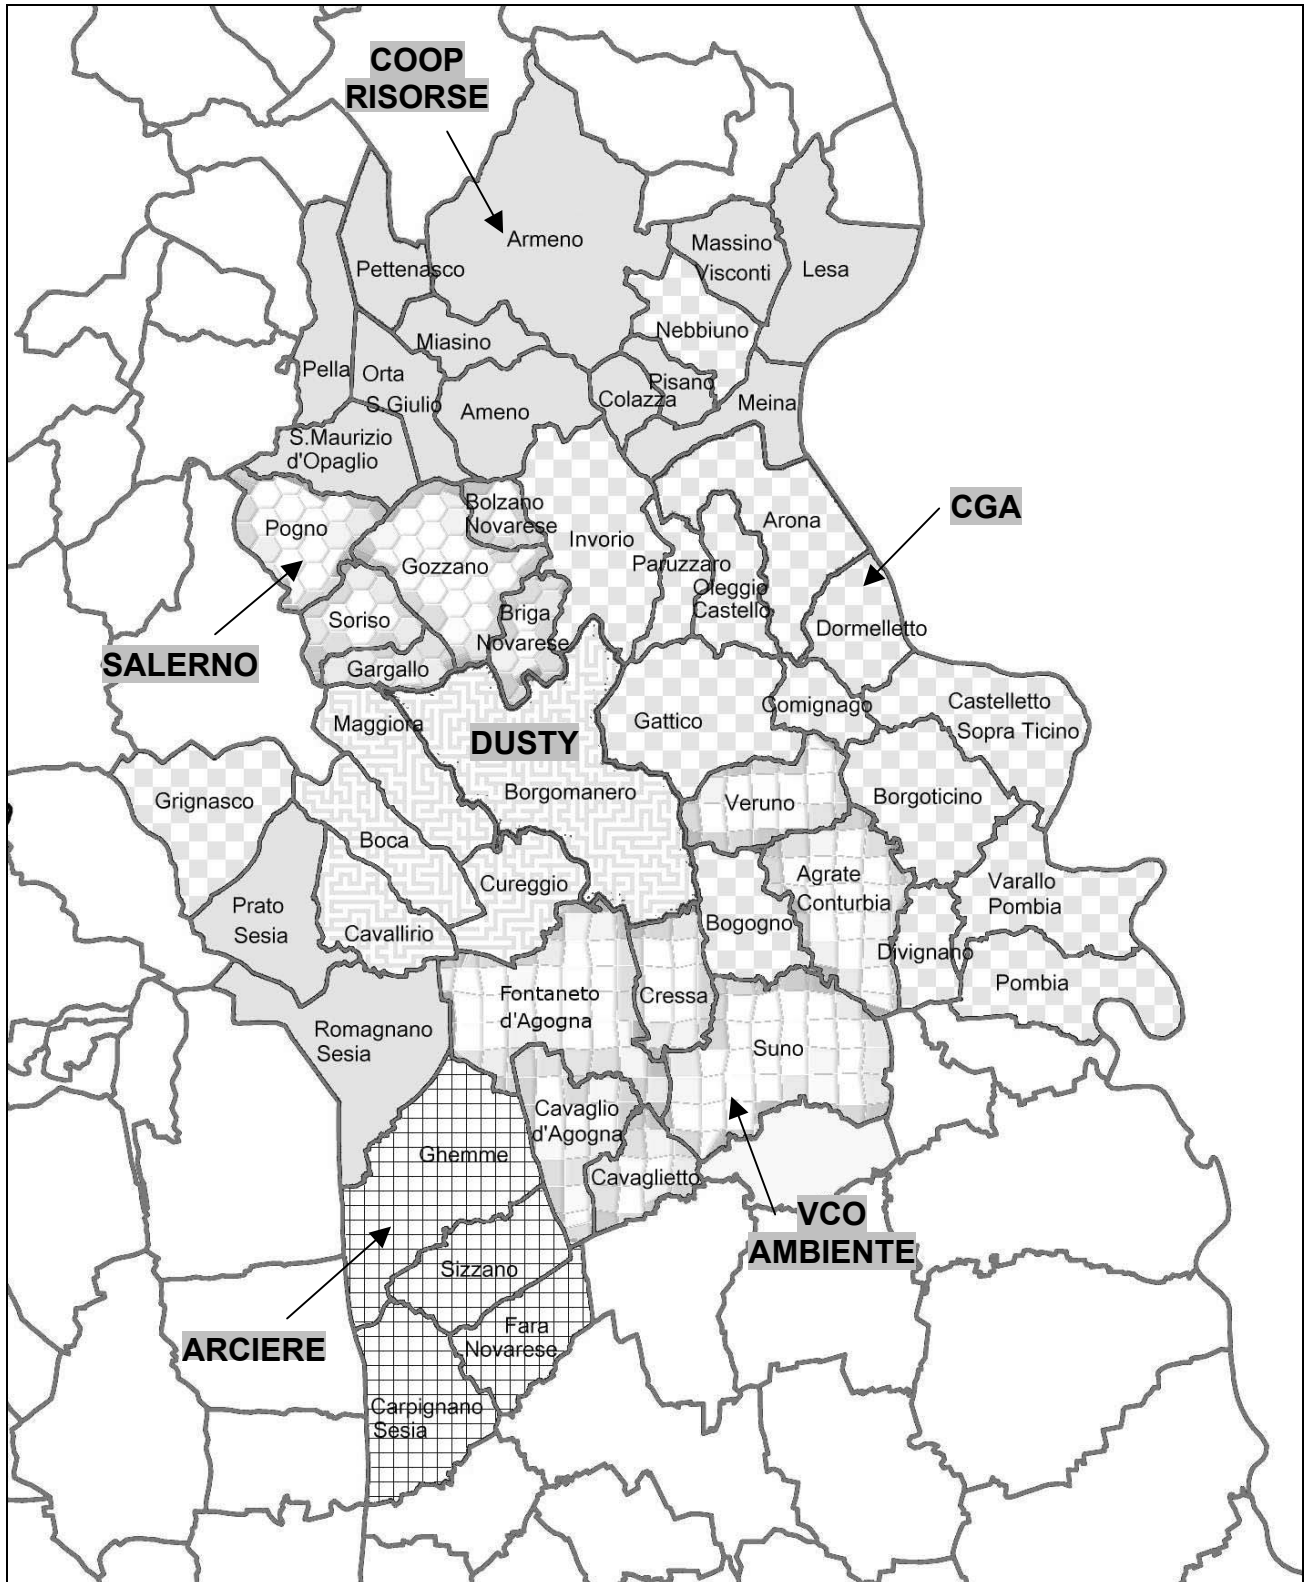 COOP
RISORSE
Armeno
Massino
Visconti
Lesa
Pettenasco
Nebbiuno
Miasino
Pella
Orta
S.Giulio
Pisano
Colazza
Meina
Ameno
S.Maurizio
d'Opaglio
Bolzano
Novarese
CGA
Pogno
Arona
Invorio
Gozzano
Paruzzaro
Oleggio
Castello
Soriso
Briga
Novarese
Dormelletto
SALERNO
Gargallo
Castelletto
Sopra Ticino
Comignago
Maggiora
Gattico
DUSTY
Grignasco
Borgomanero
Veruno
Borgoticino
Boca
Agrate
Conturbia
Cureggio
Varallo
Pombia
Prato
Sesia
Cavallirio
Bogogno
Divignano
Pombia
Fontaneto
d'Agogna
Cressa
Romagnano
Sesia
Suno
Cavaglio
d'Agogna
Ghemme
Cavaglietto
VCO
AMBIENTE
Sizzano
Fara
Novarese
ARCIERE
Carpignano
Sesia